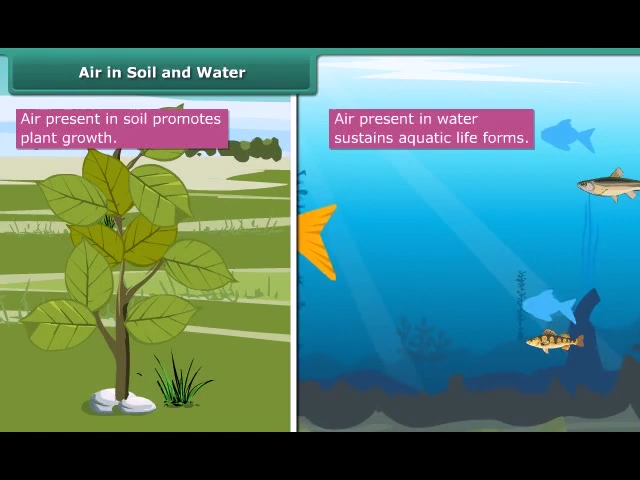 Air in Soil and Water
Air present in soil promotes
plant growth.
Air present in water
sustains aquatic life forms.